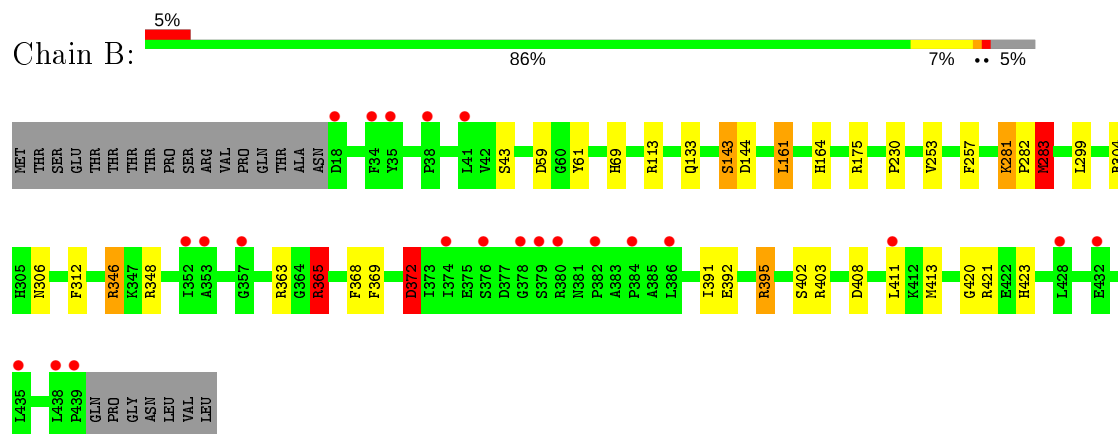 5%
Chain B:
86% 7% •• 5%
MET THR SER GLU THR THR THR THR PRO SER ARG VAL PRO GLN THR ALA ASN D18 F34 Y35 P38 L41 V42 S43 D59 G60 Y61 H69 R113 Q133 S143 D144 L161 H164 R175 P230 V253 F257 K281 P282 M283 L299 R304
H305 N306 F312 R346 K347 R348 I352 A353 G357 R363 G364 R365 F368 F369 D372 I373 I374 E375 S376 D377 G378 S379 R380 N381 P382 A383 P384 A385 L386 I391 E392 R395 S402 R403 D408 L411 K412 M413 G420 R421 E422 H423 L428 E432
L435 L438 P439 GLN PRO GLY ASN LEU VAL LEU